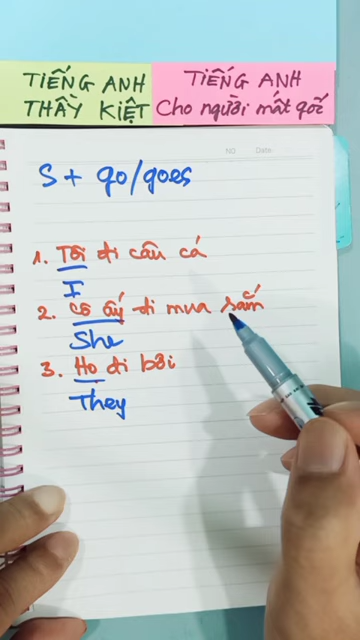 TIẾNG ANH
THẦY KIỆT
TIẾNG ANH
Cho người mất gốc
NO Date
S + go/goes
1. Tôi đi câu cá
I
2. Cô ấy đi mua sắm
She
3. Họ đi bơi
They